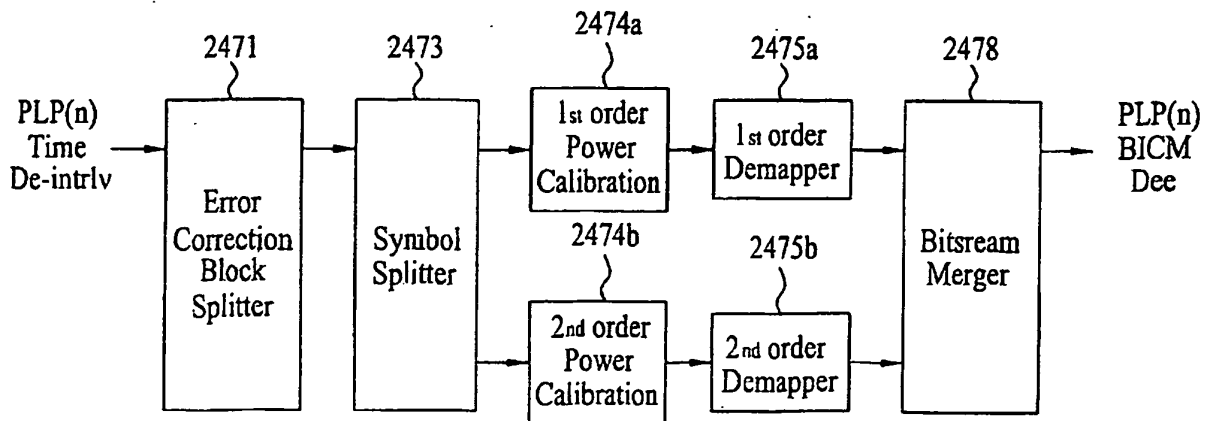 2471
2473
2474a
2475a
2478
PLP(n)
Time
De-intrlv
Error
Correction
Block
Splitter
Symbol
Splitter
1st order
Power
Calibration
1st order
Demapper
2474b
2475b
2nd order
Power
Calibration
2nd order
Demapper
Bitsream
Merger
PLP(n)
BICM
Dee